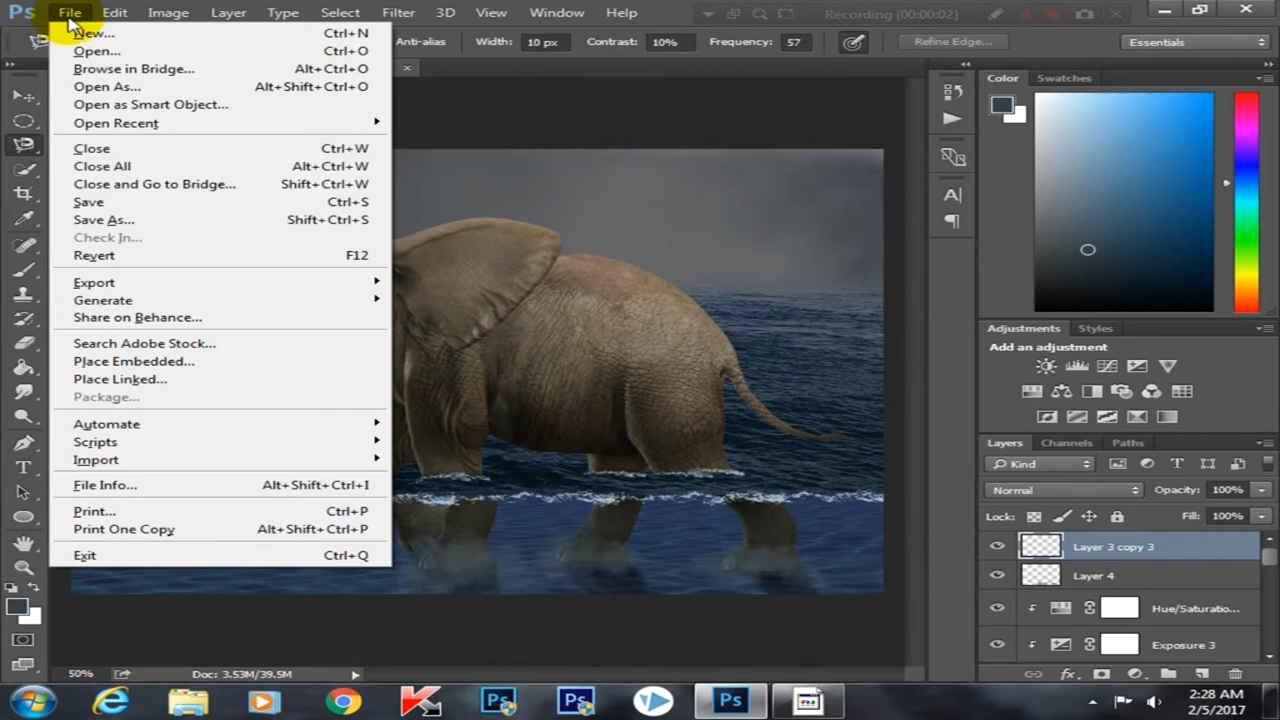 Ps File Edit Image Layer Type Select Filter 3D View Window Help Recording [00:00:02]
Anti-alias Width: 10 px Contrast: 10% Frequency: 57 Refine Edge... Essentials
New... Ctrl+N
Open... Ctrl+O
Browse in Bridge... Alt+Ctrl+O
Open As... Alt+Shift+Ctrl+O
Open as Smart Object...
Open Recent
Close Ctrl+W
Close All Alt+Ctrl+W
Close and Go to Bridge... Shift+Ctrl+W
Save Ctrl+S
Save As... Shift+Ctrl+S
Check In...
Revert F12
Export
Generate
Share on Behance...
Search Adobe Stock...
Place Embedded...
Place Linked...
Package...
Automate
Scripts
Import
File Info... Alt+Shift+Ctrl+I
Print... Ctrl+P
Print One Copy Alt+Shift+Ctrl+P
Exit Ctrl+Q
Color Swatches
Adjustments Styles
Add an adjustment
Layers Channels Paths
Kind
Normal Opacity: 100%
Lock: Fill: 100%
Layer 3 copy 3
Layer 4
Hue/Saturatio...
Exposure 3
50% Doc: 3.53M/39.5M
Ps Ps Ps
2:28 AM
2/5/2017